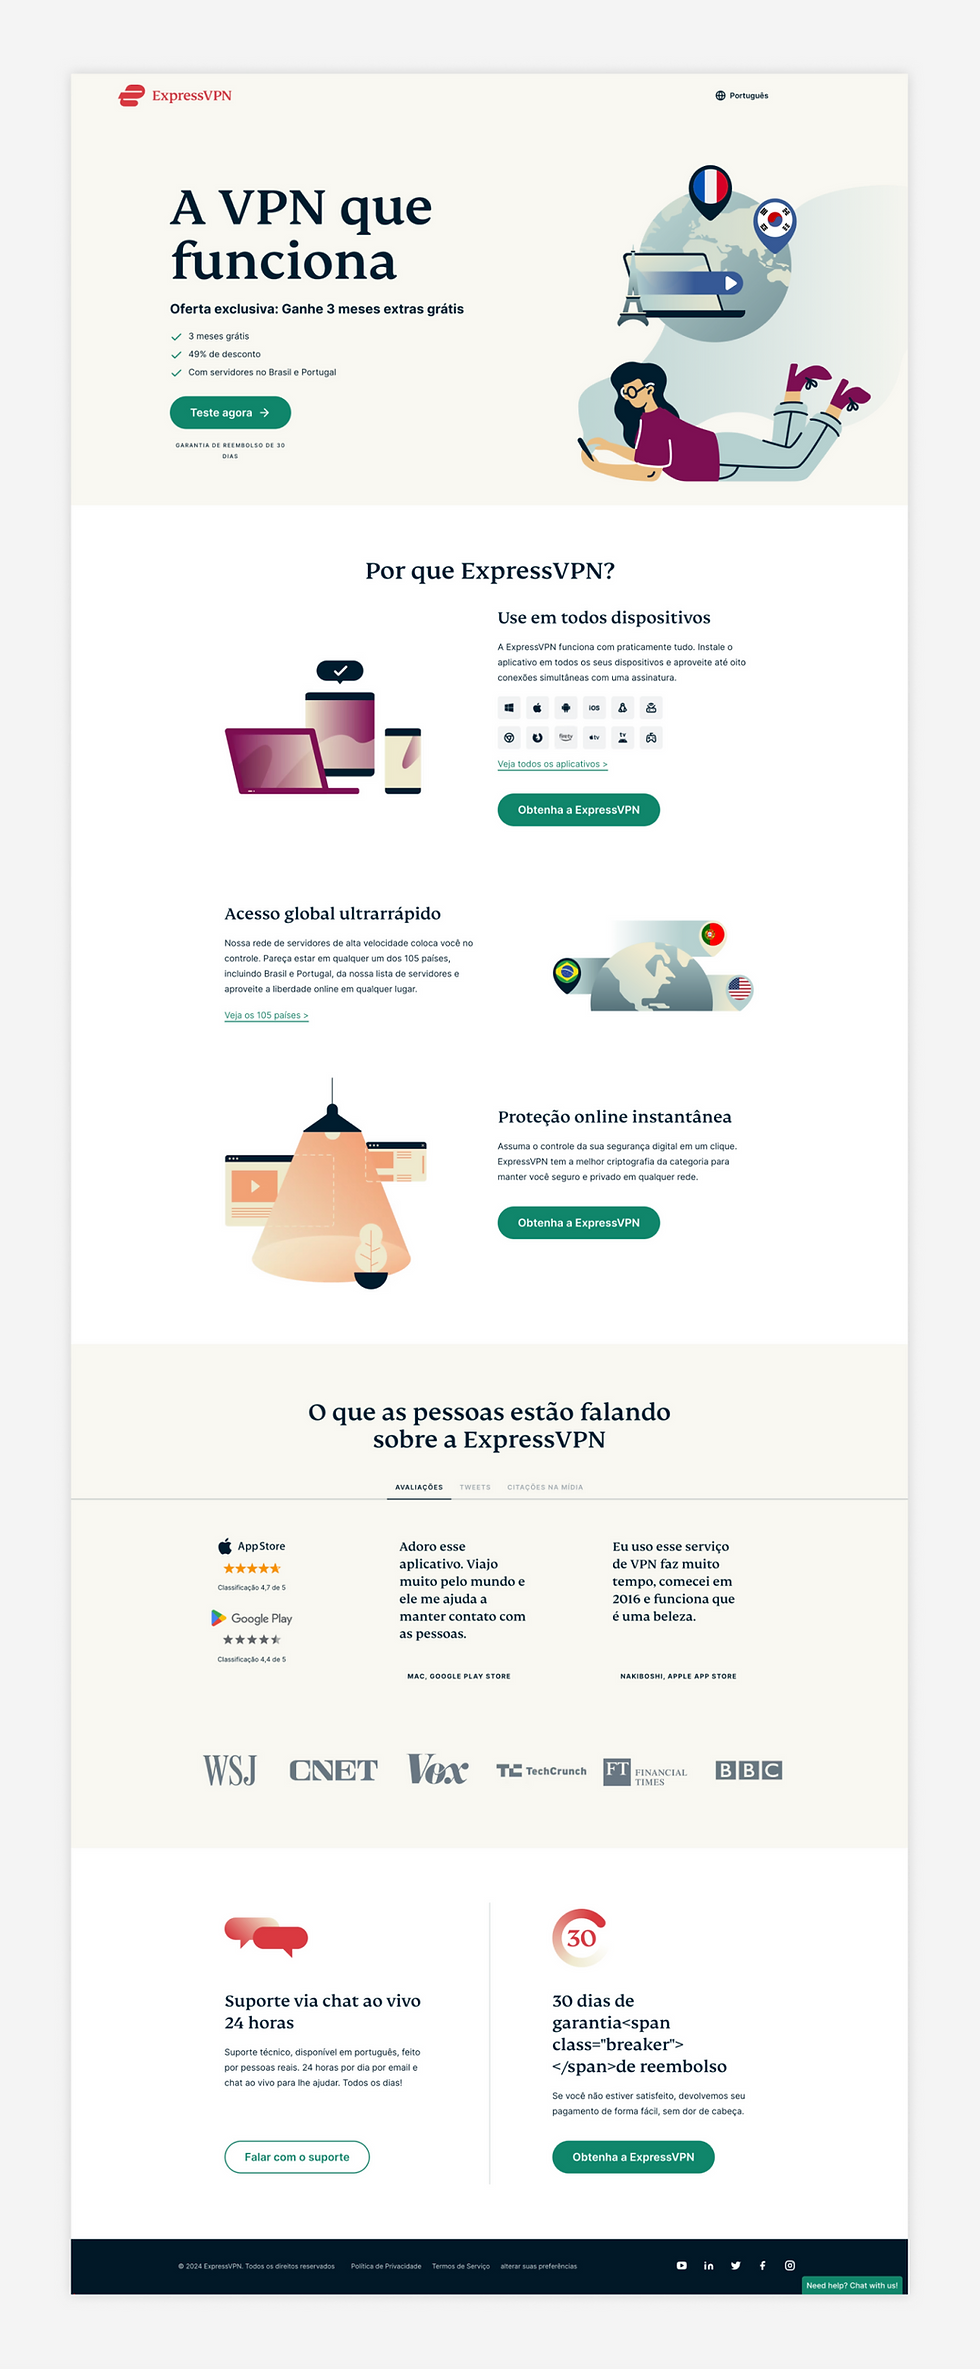 ExpressVPN
Português
A VPN que
funciona
Oferta exclusiva: Ganhe 3 meses extras grátis
3 meses grátis
49% de desconto
Com servidores no Brasil e Portugal
Teste agora
GARANTIA DE REEMBOLSO DE 30
DIAS
Por que ExpressVPN?
Use em todos dispositivos
A ExpressVPN funciona com praticamente tudo. Instale o
aplicativo em todos os seus dispositivos e aproveite até oito
conexões simultâneas com uma assinatura.
iOS
firetv
tv
tv
Veja todos os aplicativos >
Obtenha a ExpressVPN
Acesso global ultrarrápido
Nossa rede de servidores de alta velocidade coloca você no
controle. Pareça estar em qualquer um dos 105 países,
incluindo Brasil e Portugal, da nossa lista de servidores e
aproveite a liberdade online em qualquer lugar.
Veja os 105 países >
Proteção online instantânea
Assuma o controle da sua segurança digital em um clique.
ExpressVPN tem a melhor criptografia da categoria para
manter você seguro e privado em qualquer rede.
Obtenha a ExpressVPN
O que as pessoas estão falando
sobre a ExpressVPN
AVALIAÇÕES
TWEETS
CITAÇÕES NA MÍDIA
App Store
Classificação 4,7 de 5
Google Play
Classificação 4,4 de 5
Adoro esse
aplicativo. Viajo
muito pelo mundo e
ele me ajuda a
manter contato com
as pessoas.
MAC, GOOGLE PLAY STORE
Eu uso esse serviço
de VPN faz muito
tempo, comecei em
2016 e funciona que
é uma beleza.
NAKIBOSHI, APPLE APP STORE
WSJ
CNET
Vox
TechCrunch
FT FINANCIAL
TIMES
BBC
Suporte via chat ao vivo
24 horas
Suporte técnico, disponível em português, feito
por pessoas reais. 24 horas por dia por email e
chat ao vivo para lhe ajudar. Todos os dias!
Falar com o suporte
30
30 dias de
garantia<span
class="breaker">
</span>de reembolso
Se você não estiver satisfeito, devolvemos seu
pagamento de forma fácil, sem dor de cabeça.
Obtenha a ExpressVPN
© 2024 ExpressVPN. Todos os direitos reservados
Política de Privacidade
Termos de Serviço
alterar suas preferências
Need help? Chat with us!